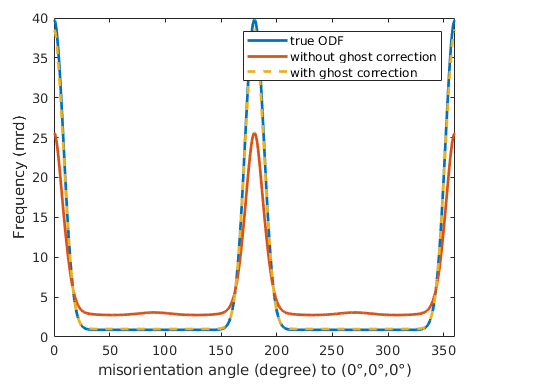 40
35
30
25
20
15
10
5
0
Frequency (mrd)
true ODF
without ghost correction
with ghost correction
0 50 100 150 200 250 300 350
misorientation angle (degree) to (0°,0°,0°)